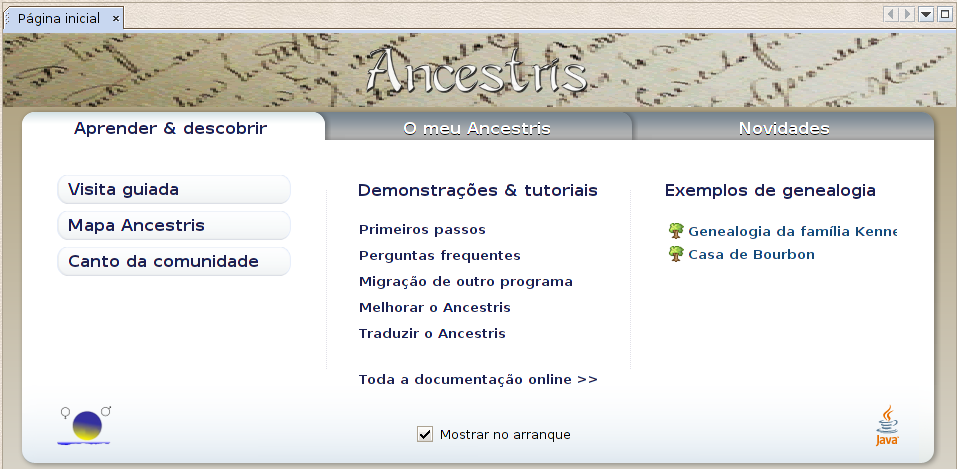 Página inicial
Ancestris
Aprender & descobrir
O meu Ancestris
Novidades
Visita guiada
Mapa Ancestris
Canto da comunidade
Demonstrações & tutoriais
Primeiros passos
Perguntas frequentes
Migração de outro programa
Melhorar o Ancestris
Traduzir o Ancestris
Toda a documentação online >>
Exemplos de genealogia
Genealogia da família Kenne
Casa de Bourbon
Mostrar no arranque
Java